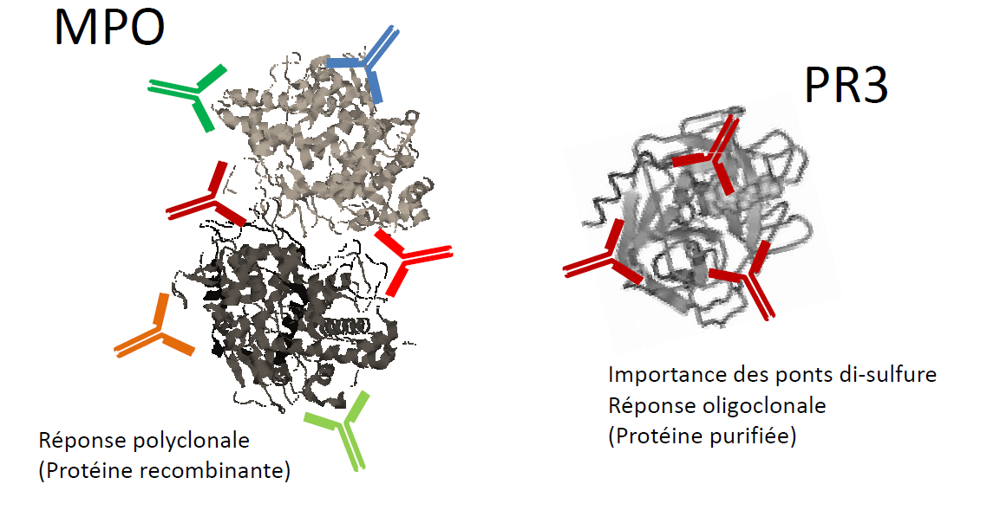 MPO
PR3
Réponse polyclonale
(Protéine recombinante)
Importance des ponts di-sulfure
Réponse oligoclonale
(Protéine purifiée)